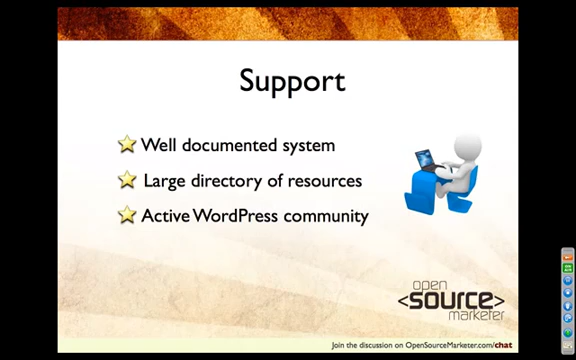 Support
Well documented system
Large directory of resources
Active WordPress community
open
<source>
marketer
Join the discussion on OpenSourceMarketer.com/chat